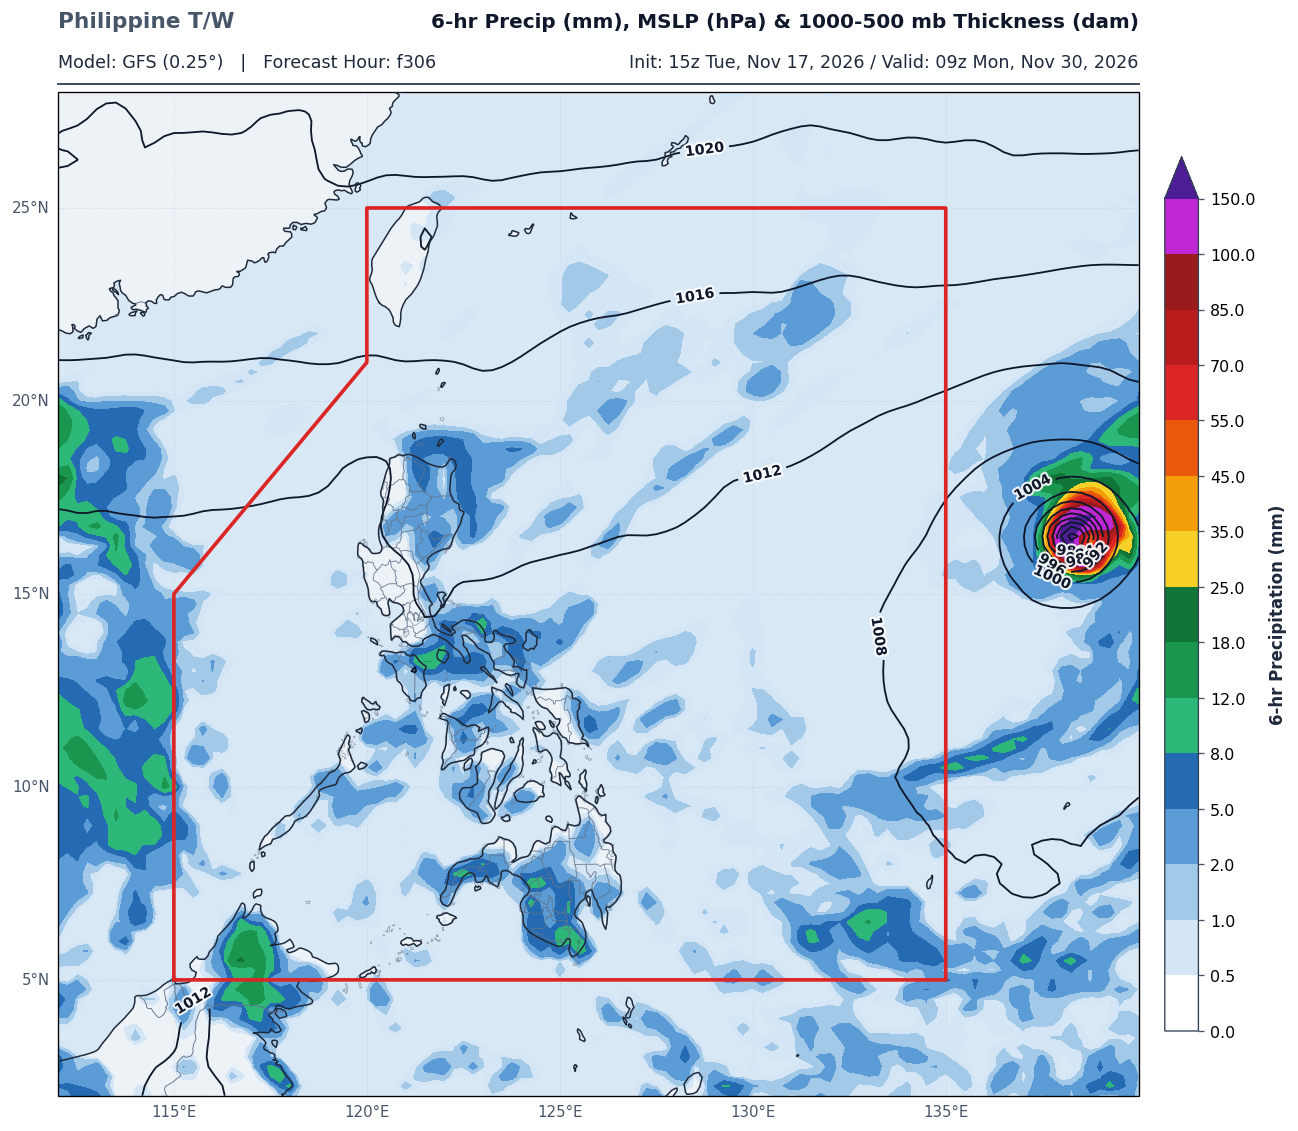 Philippine T/W
6-hr Precip (mm), MSLP (hPa) & 1000-500 mb Thickness (dam)
Model: GFS (0.25°) | Forecast Hour: f306
Init: 15z Tue, Nov 17, 2026 / Valid: 09z Mon, Nov 30, 2026
1020
1016
1012
1004
992
996
1000
1008
1012
25°N
20°N
15°N
10°N
5°N
115°E
120°E
125°E
130°E
135°E
150.0
100.0
85.0
70.0
55.0
45.0
35.0
25.0
18.0
12.0
8.0
5.0
2.0
1.0
0.5
0.0
6-hr Precipitation (mm)